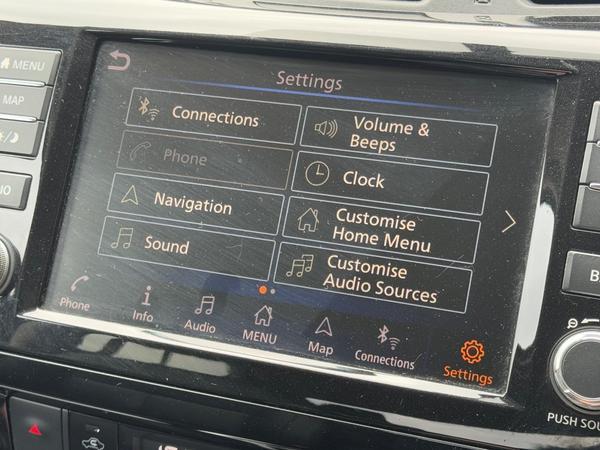 MENU
MAP
Settings
Connections
Volume &
Beeps
Phone
Clock
Navigation
Customise
Home Menu
Sound
Customise
Audio Sources
Phone
Info
Audio
MENU
Map
Connections
Settings
PUSH SOU